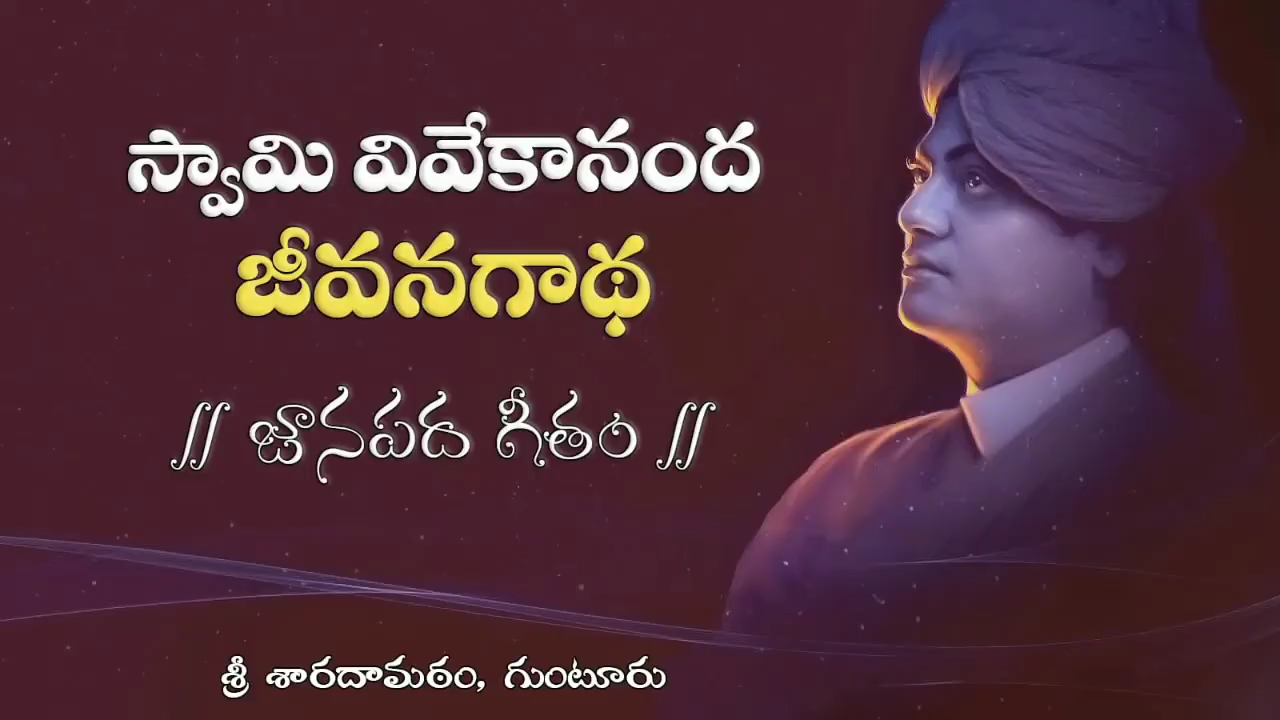 స్వామి వివేకానంద
జీవనగాథ
// జానపద గీతం //
శ్రీ శారదామఠం, గుంటూరు